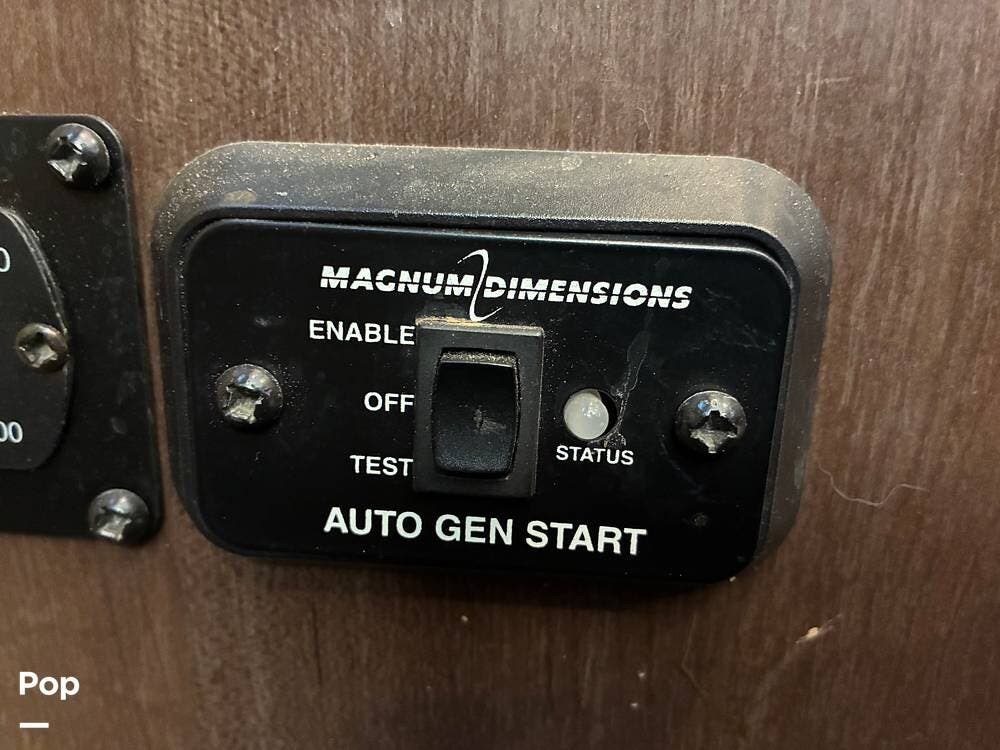 MAGNUM DIMENSIONS
ENABLE
OFF
TEST
STATUS
AUTO GEN START
Pop